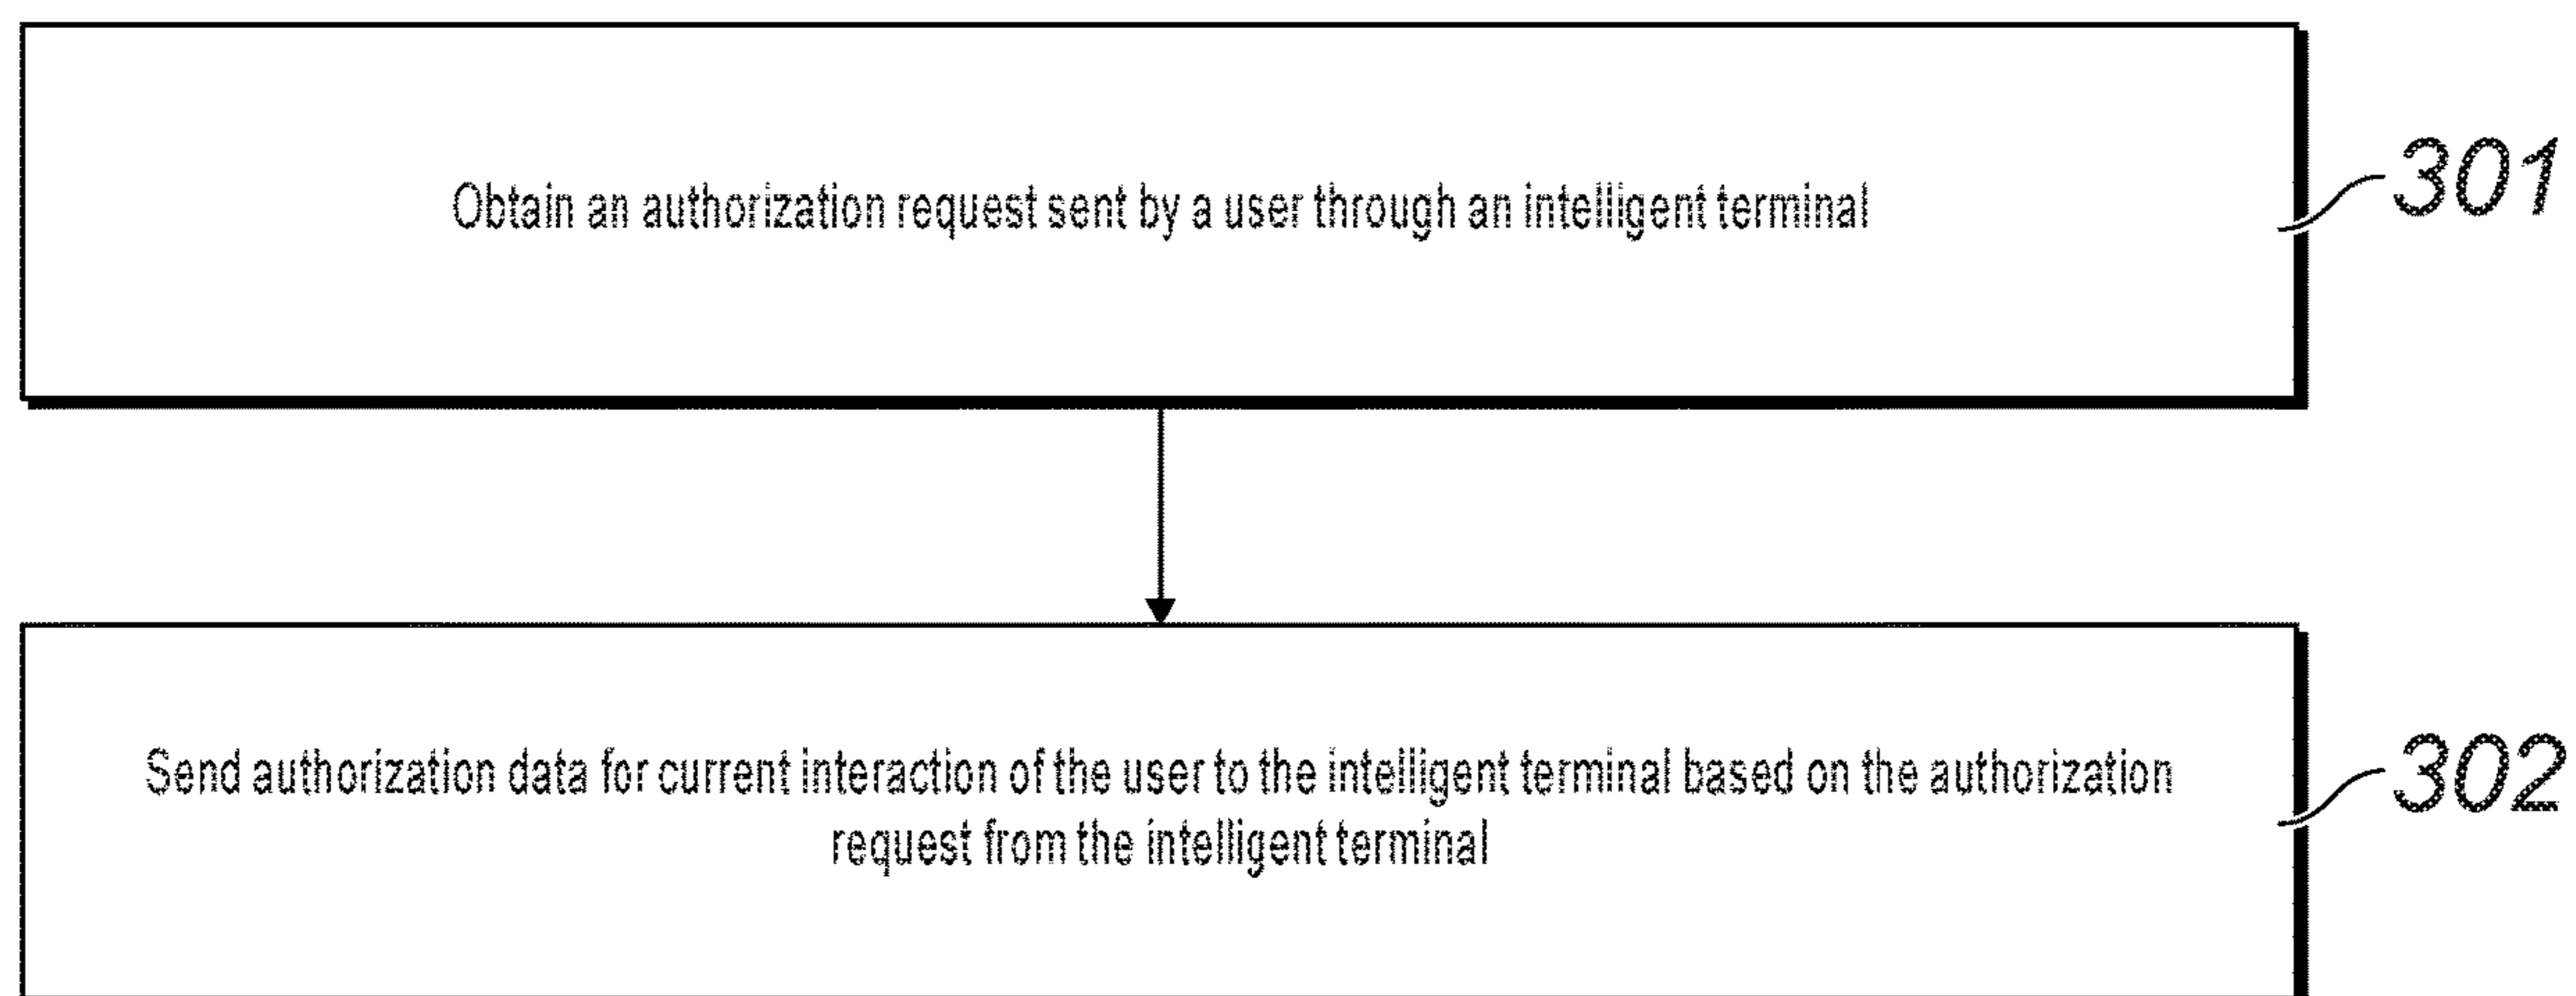 Obtain an authorization request sent by a user through an intelligent terminal
301
Send authorization data for current interaction of the user to the intelligent terminal based on the authorization
request from the intelligent terminal
302